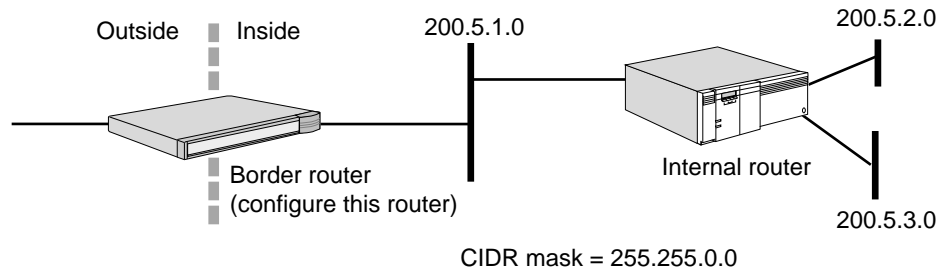 Outside
Inside
200.5.1.0
200.5.2.0
Border router
(configure this router)
Internal router
200.5.3.0
CIDR mask = 255.255.0.0